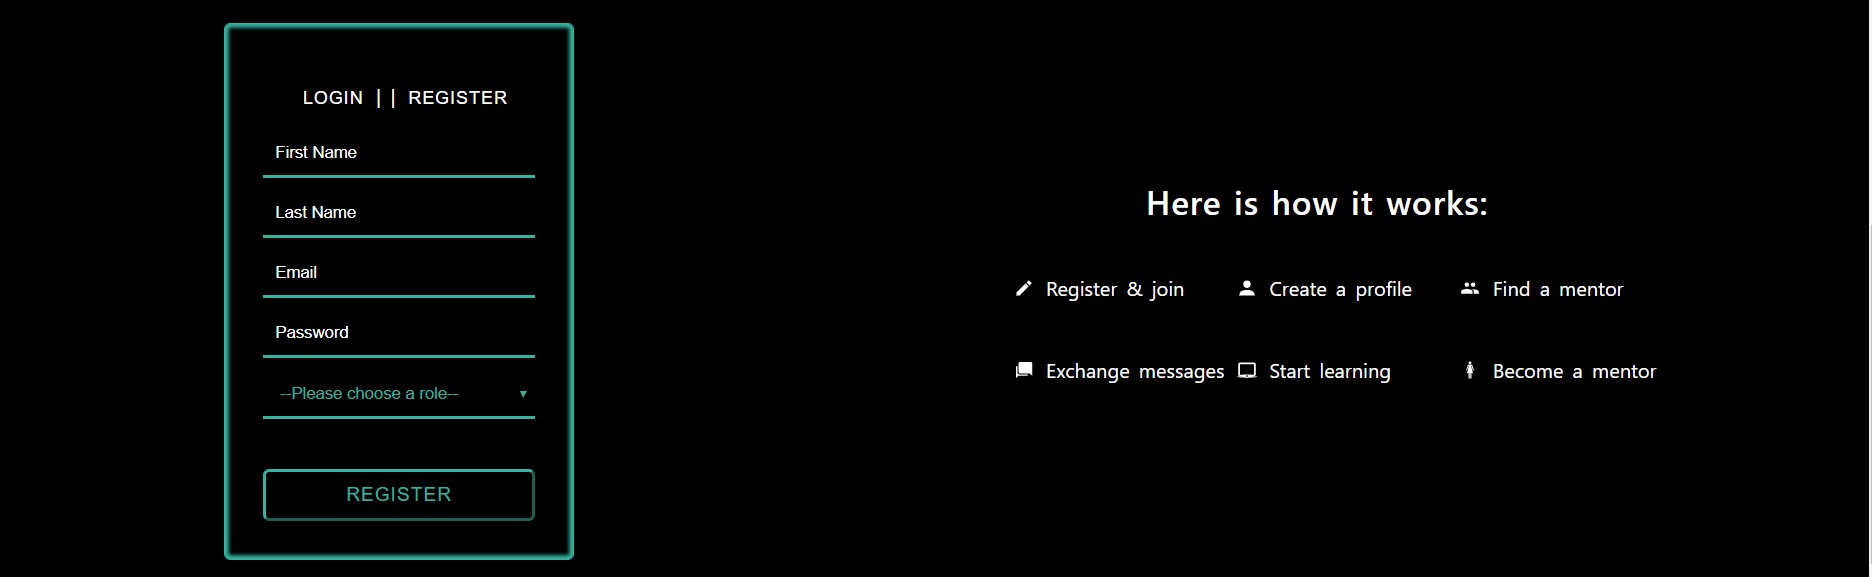 LOGIN || REGISTER
First Name
Last Name
Email
Password
--Please choose a role--
REGISTER
Here is how it works:
Register & join
Create a profile
Find a mentor
Exchange messages
Start learning
Become a mentor